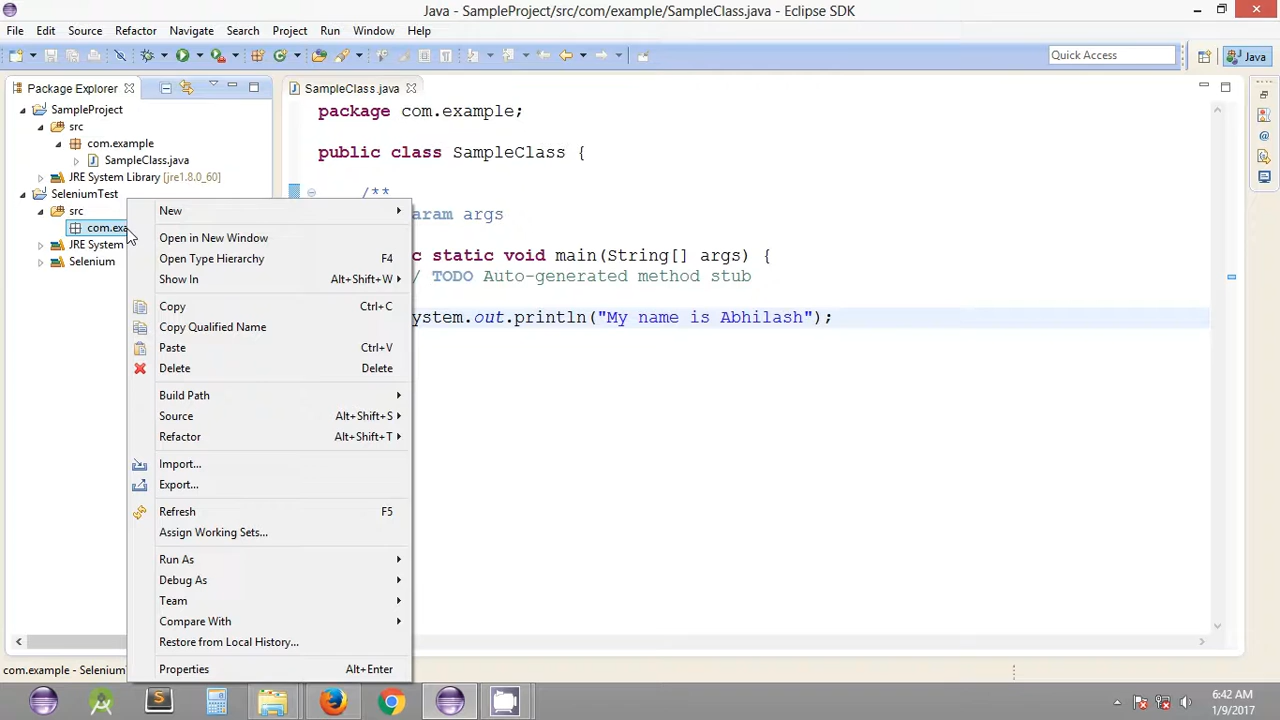 Java - SampleProject/src/com/example/SampleClass.java - Eclipse SDK
File Edit Source Refactor Navigate Search Project Run Window Help
Quick Access
Java
Package Explorer
SampleProject
src
com.example
SampleClass.java
JRE System Library [jre1.8.0_60]
SeleniumTest
src
com.exa
JRE System
Selenium
New
Open in New Window
Open Type Hierarchy F4
Show In Alt+Shift+W
Copy Ctrl+C
Copy Qualified Name
Paste Ctrl+V
Delete Delete
Build Path
Source Alt+Shift+S
Refactor Alt+Shift+T
Import...
Export...
Refresh F5
Assign Working Sets...
Run As
Debug As
Team
Compare With
Restore from Local History...
Properties Alt+Enter
SampleClass.java
package com.example;
public class SampleClass {
/**
aram args
c static void main(String[] args) {
/ TODO Auto-generated method stub
ystem.out.println("My name is Abhilash");
com.example - Selenium
6:42 AM
1/9/2017